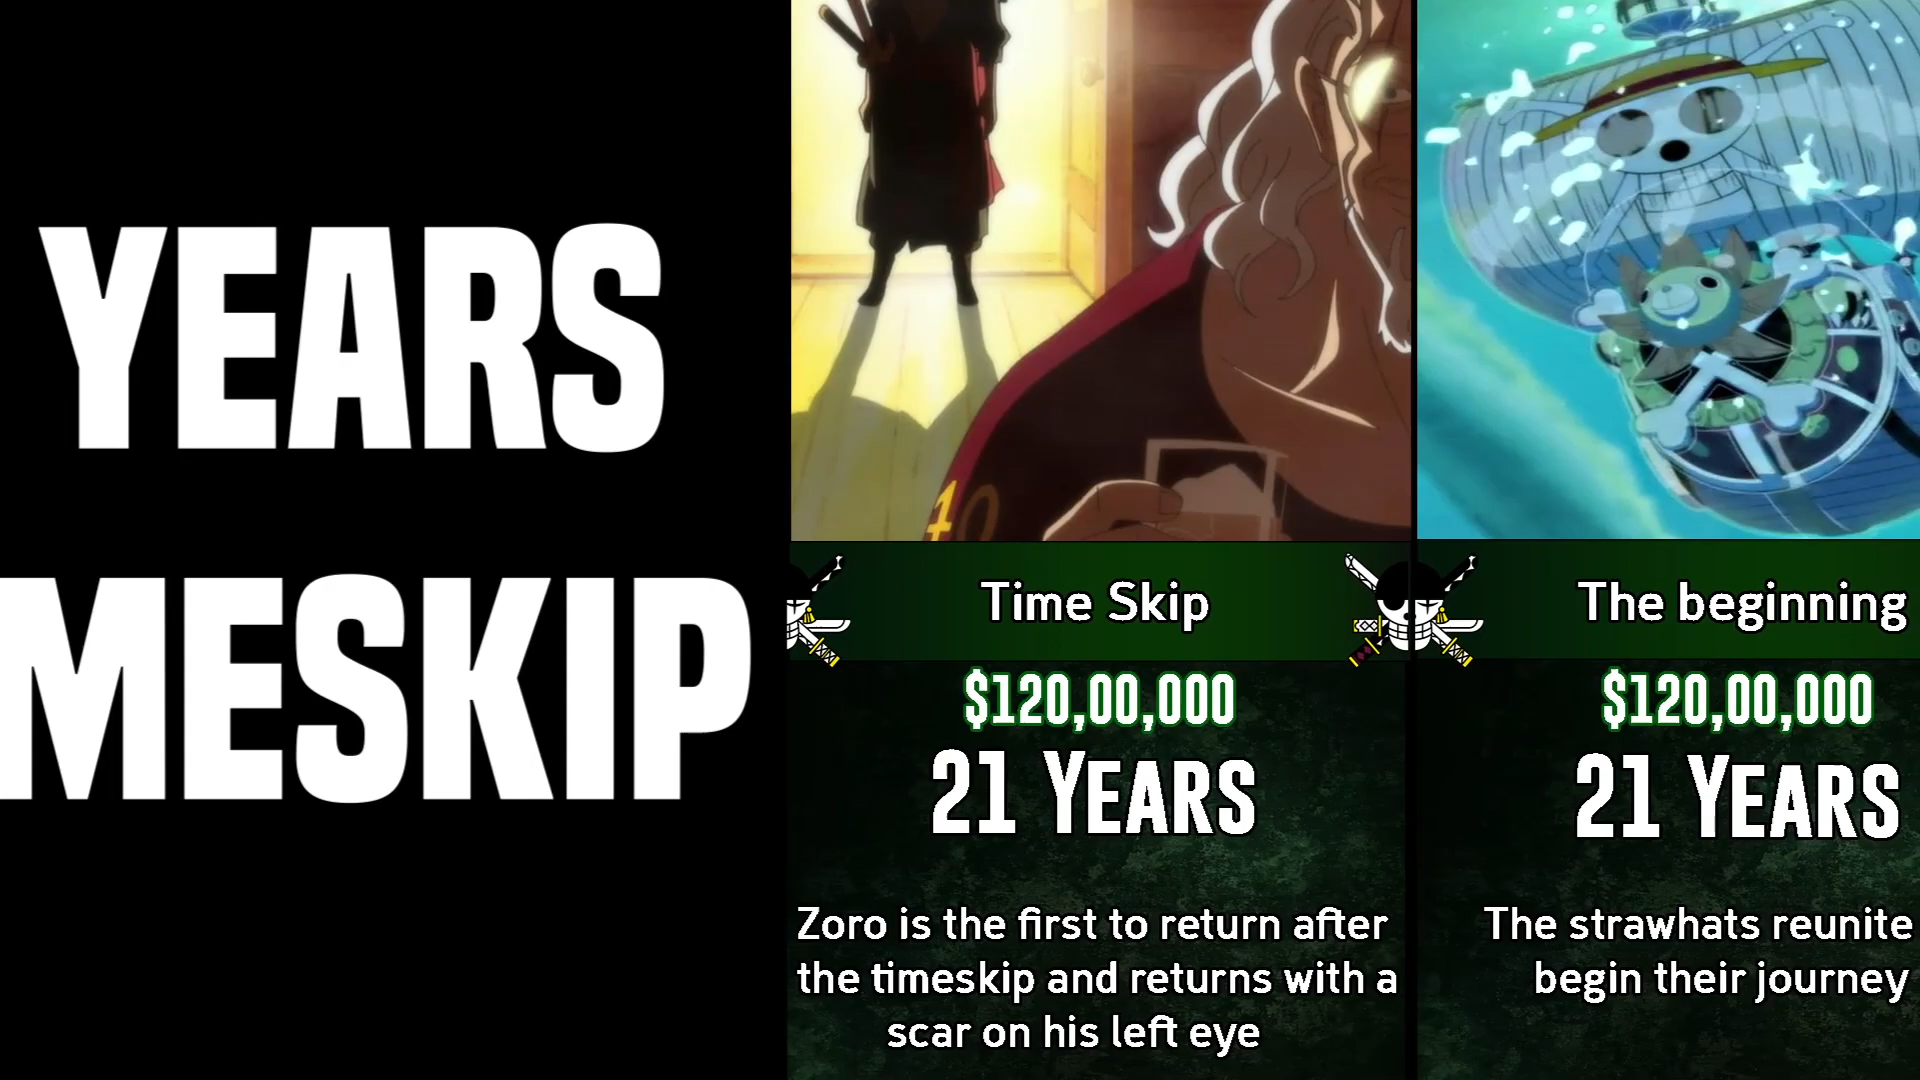 YEARS
MESKIP
10
Time Skip
$120,00,000
21 YEARS
Zoro is the first to return after
the timeskip and returns with a
scar on his left eye
The beginning
$120,00,000
21 YEARS
The strawhats reunite
begin their journey